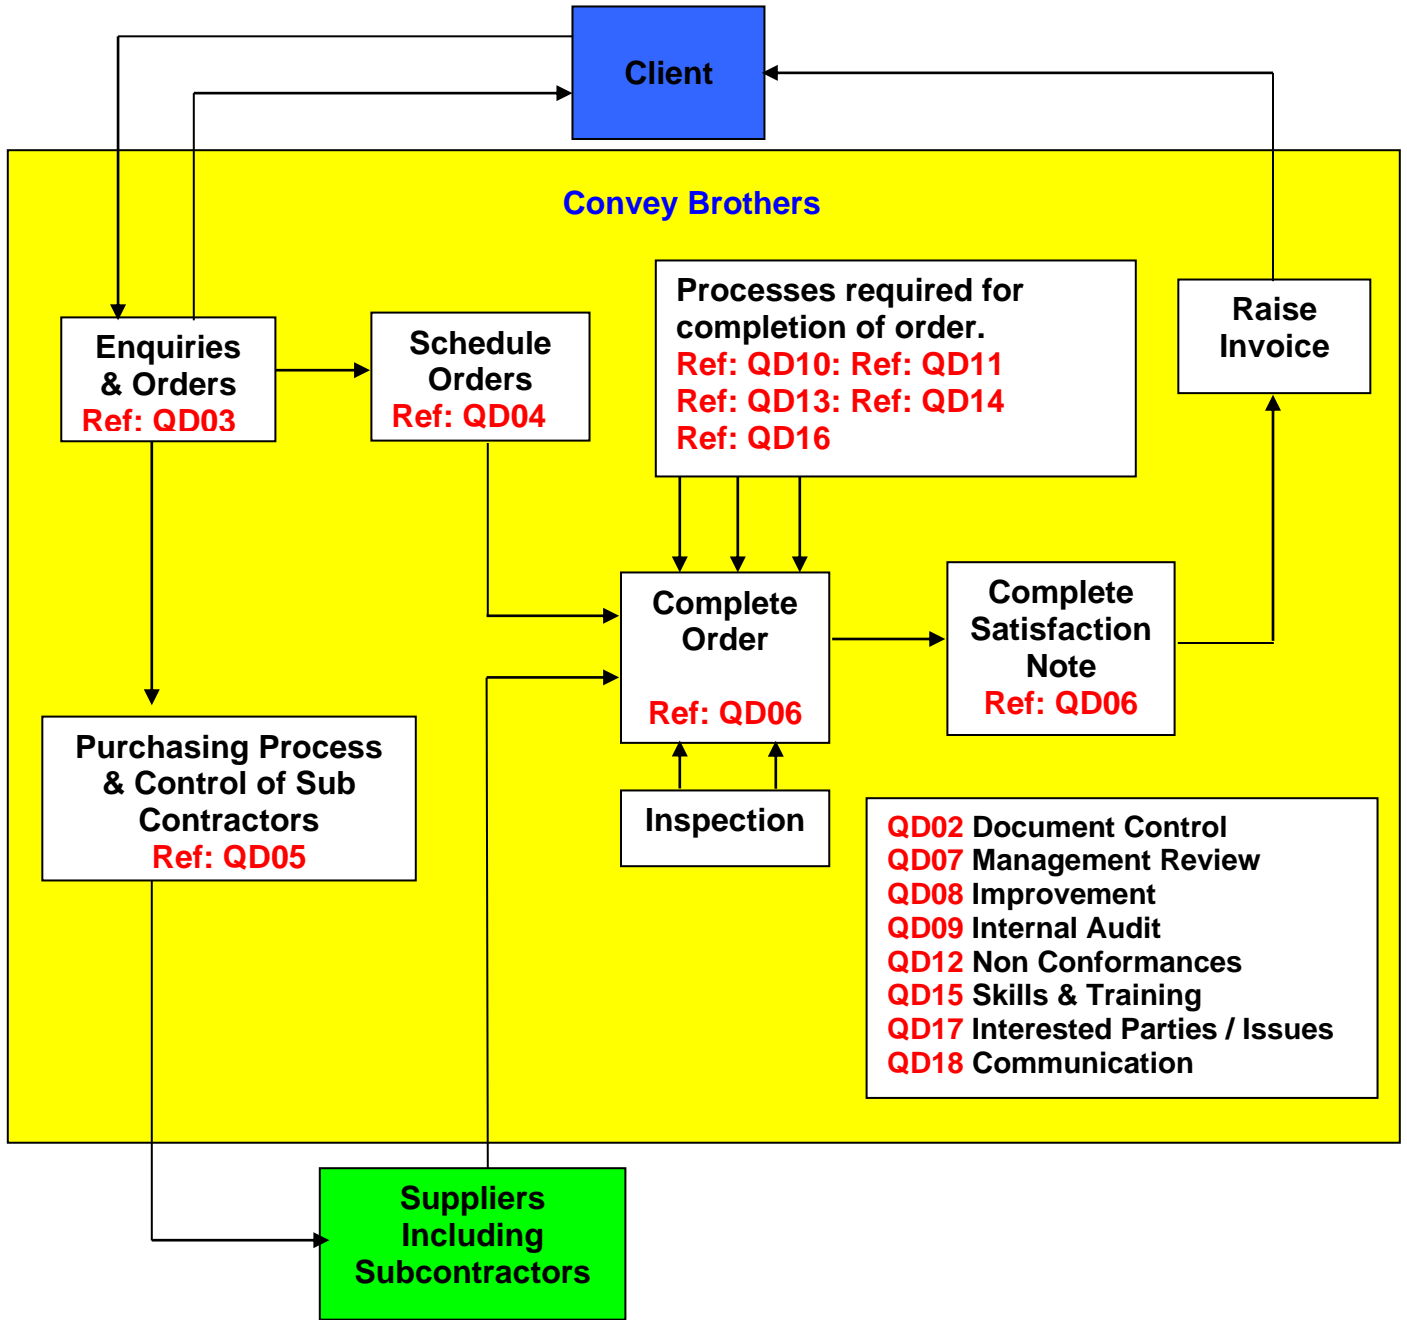 Client
Convey Brothers
Enquiries
& Orders
Ref: QD03
Schedule
Orders
Ref: QD04
Processes required for
completion of order.
Ref: QD10: Ref: QD11
Ref: QD13: Ref: QD14
Ref: QD16
Raise
Invoice
Complete
Order
Ref: QD06
Complete
Satisfaction
Note
Ref: QD06
Purchasing Process
& Control of Sub
Contractors
Ref: QD05
Inspection
QD02 Document Control
QD07 Management Review
QD08 Improvement
QD09 Internal Audit
QD12 Non Conformances
QD15 Skills & Training
QD17 Interested Parties / Issues
QD18 Communication
Suppliers
Including
Subcontractors